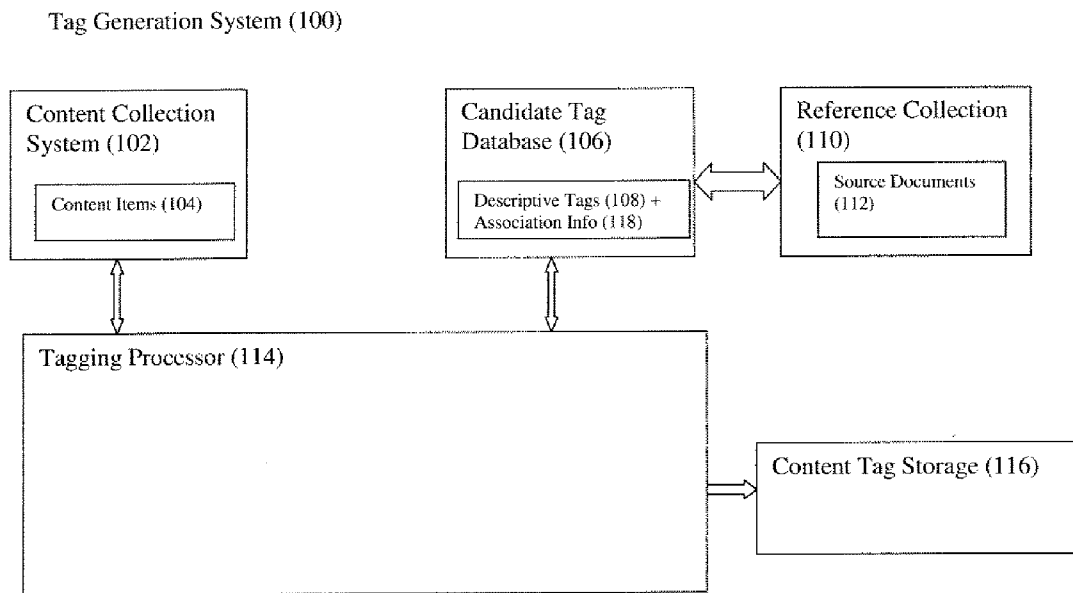 Tag Generation System (100)
Content Collection
System (102)
Content Items (104)
Candidate Tag
Database (106)
Descriptive Tags (108) +
Association Info (118)
Reference Collection
(110)
Source Documents
(112)
Tagging Processor (114)
Content Tag Storage (116)